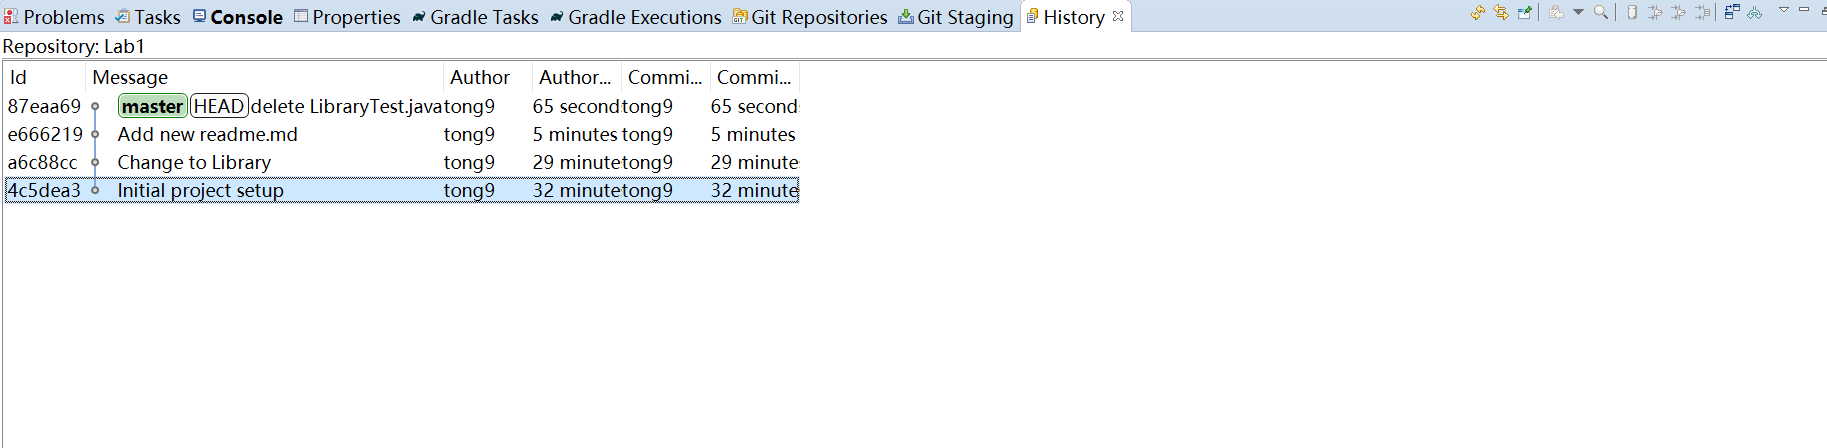 Problems Tasks Console Properties Gradle Tasks Gradle Executions Git Repositories Git Staging History
Repository: Lab1
Id Message Author Author... Commi... Commi...
87eaa69 master HEAD delete LibraryTest.java tong9 65 second tong9 65 seconds
e666219 Add new readme.md tong9 5 minutes tong9 5 minutes
a6c88cc Change to Library tong9 29 minute tong9 29 minutes
4c5dea3 Initial project setup tong9 32 minute tong9 32 minute